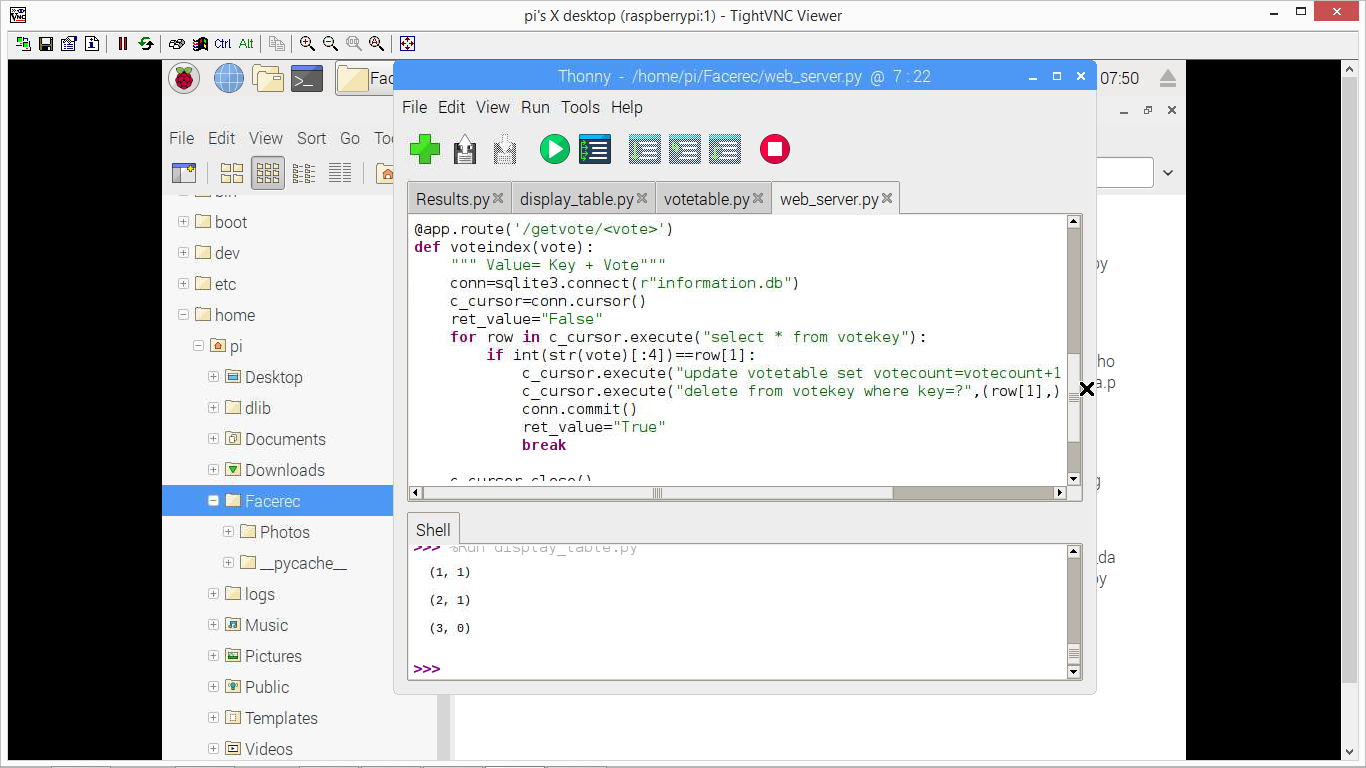 pi's X desktop (raspberrypi:1) - TightVNC Viewer
Ctrl Alt
Fac
07:50
File Edit View Sort Go Too
boot
dev
etc
home
pi
Desktop
dlib
Documents
Downloads
Facerec
Photos
__pycache__
logs
Music
Pictures
Public
Templates
Videos
Thonny - /home/pi/Facerec/web_server.py @ 7 : 22
File Edit View Run Tools Help
Results.py display_table.py votetable.py web_server.py
@app.route('/getvote/<vote>')
def voteindex(vote):
""" Value= Key + Vote"""
conn=sqlite3.connect(r"information.db")
c_cursor=conn.cursor()
ret_value="False"
for row in c_cursor.execute("select * from votekey"):
if int(str(vote)[:4])==row[1]:
c_cursor.execute("update votetable set votecount=votecount+1
c_cursor.execute("delete from votekey where key=?",(row[1],)
conn.commit()
ret_value="True"
break
c_cursor.close()
Shell
>>> %Run display_table.py
(1, 1)
(2, 1)
(3, 0)
>>>